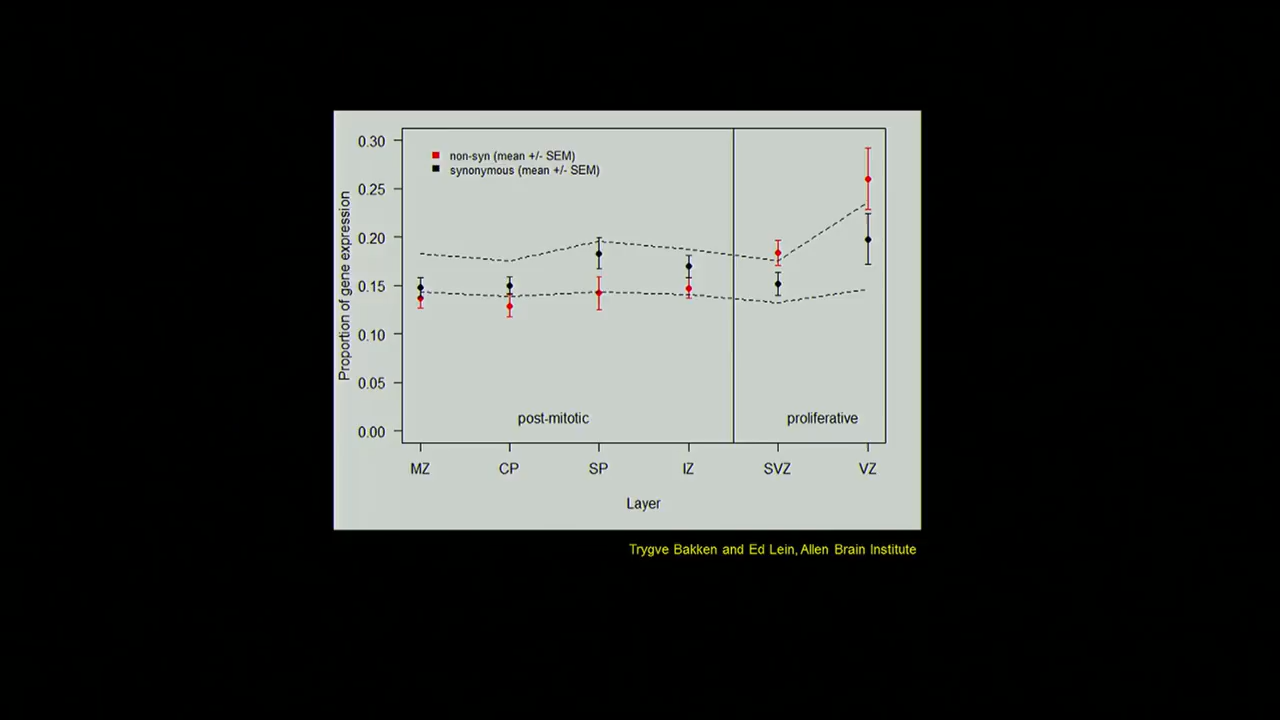 0.30
0.25
0.20
0.15
0.10
0.05
0.00
Proportion of gene expression
non-syn (mean +/- SEM)
synonymous (mean +/- SEM)
post-mitotic
proliferative
MZ CP SP IZ SVZ VZ
Layer
Trygve Bakken and Ed Lein, Allen Brain Institute